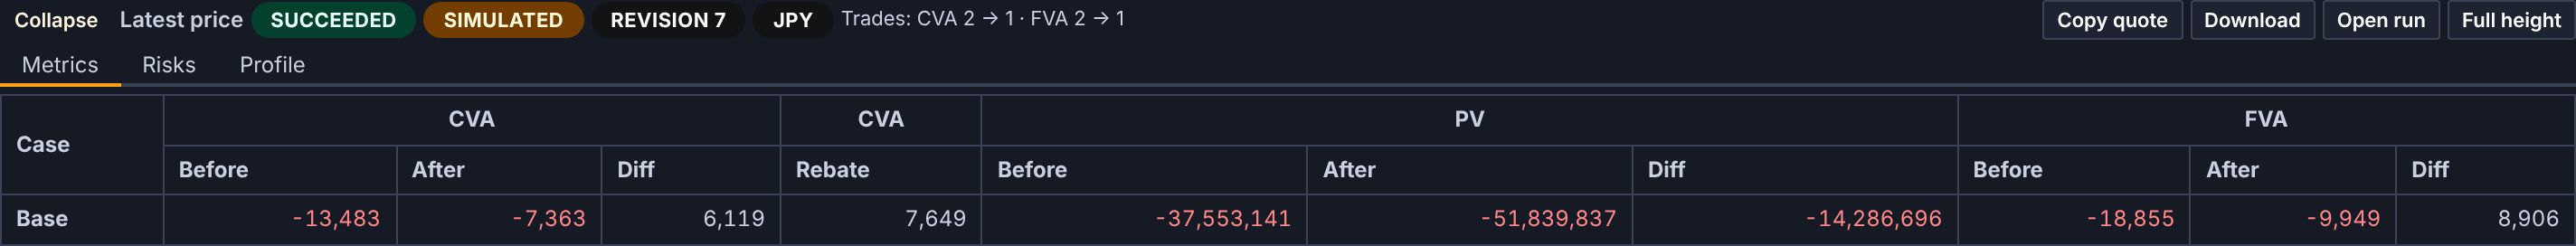 Collapse Latest price SUCCEEDED SIMULATED REVISION 7 JPY Trades: CVA 2 → 1 · FVA 2 → 1 Copy quote Download Open run Full height
Metrics Risks Profile
Case CVA CVA PV FVA
Before After Diff Rebate Before After Diff Before After Diff
Base -13,483 -7,363 6,119 7,649 -37,553,141 -51,839,837 -14,286,696 -18,855 -9,949 8,906